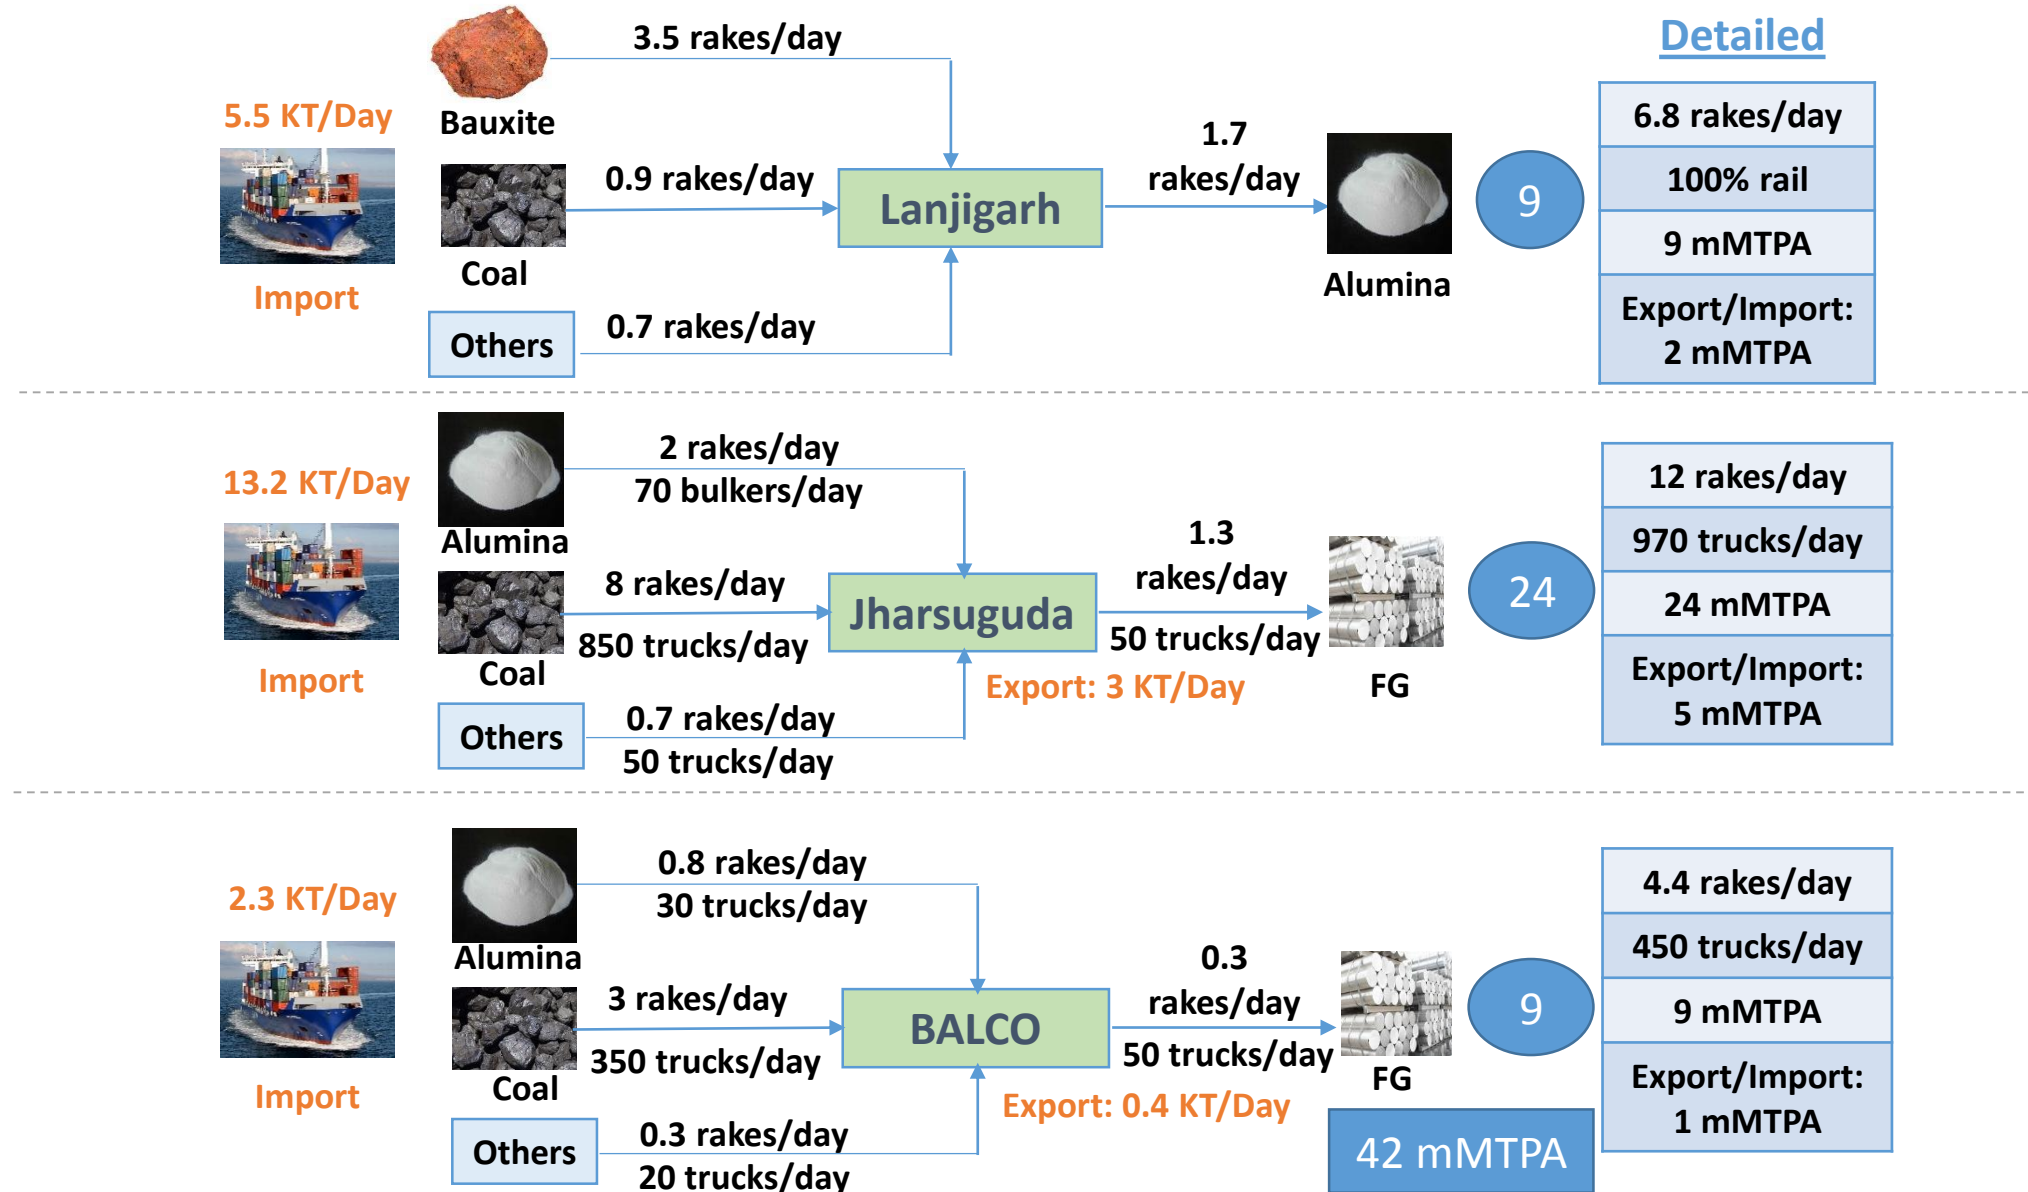 Detailed
3.5 rakes/day
5.5 KT/Day
Bauxite
Import
0.9 rakes/day
Coal
Others
0.7 rakes/day
Lanjigarh
1.7
rakes/day
Alumina
9
6.8 rakes/day
100% rail
9 mMTPA
Export/Import:
2 mMTPA
13.2 KT/Day
Import
2 rakes/day
70 bulkers/day
Alumina
8 rakes/day
850 trucks/day
Coal
Others
0.7 rakes/day
50 trucks/day
Jharsuguda
1.3
rakes/day
50 trucks/day
Export: 3 KT/Day
FG
24
12 rakes/day
970 trucks/day
24 mMTPA
Export/Import:
5 mMTPA
2.3 KT/Day
Import
0.8 rakes/day
30 trucks/day
Alumina
3 rakes/day
350 trucks/day
Coal
Others
0.3 rakes/day
20 trucks/day
BALCO
0.3
rakes/day
50 trucks/day
Export: 0.4 KT/Day
FG
9
42 mMTPA
4.4 rakes/day
450 trucks/day
9 mMTPA
Export/Import:
1 mMTPA